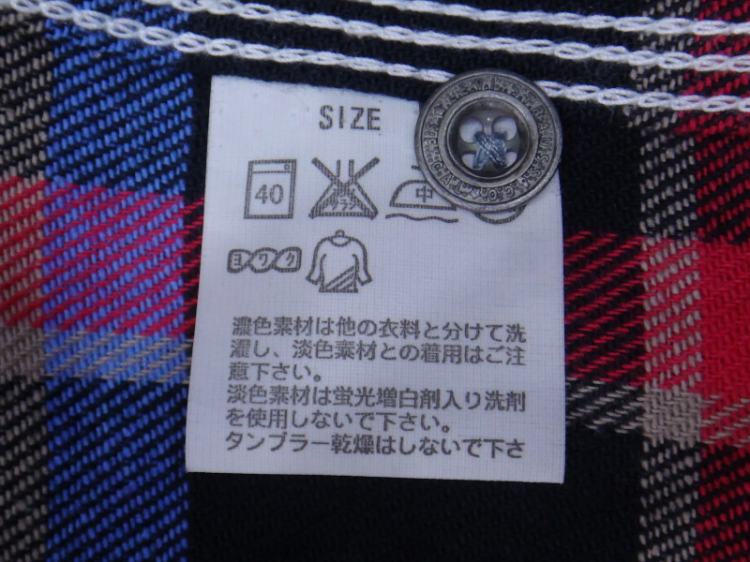 SIZE
40
中
ヨワク
濃色素材は他の衣料と分けて洗
濯し、淡色素材との着用はご注
意下さい。
淡色素材は蛍光増白剤入り洗剤
を使用しないで下さい。
タンブラー乾燥はしないで下さ